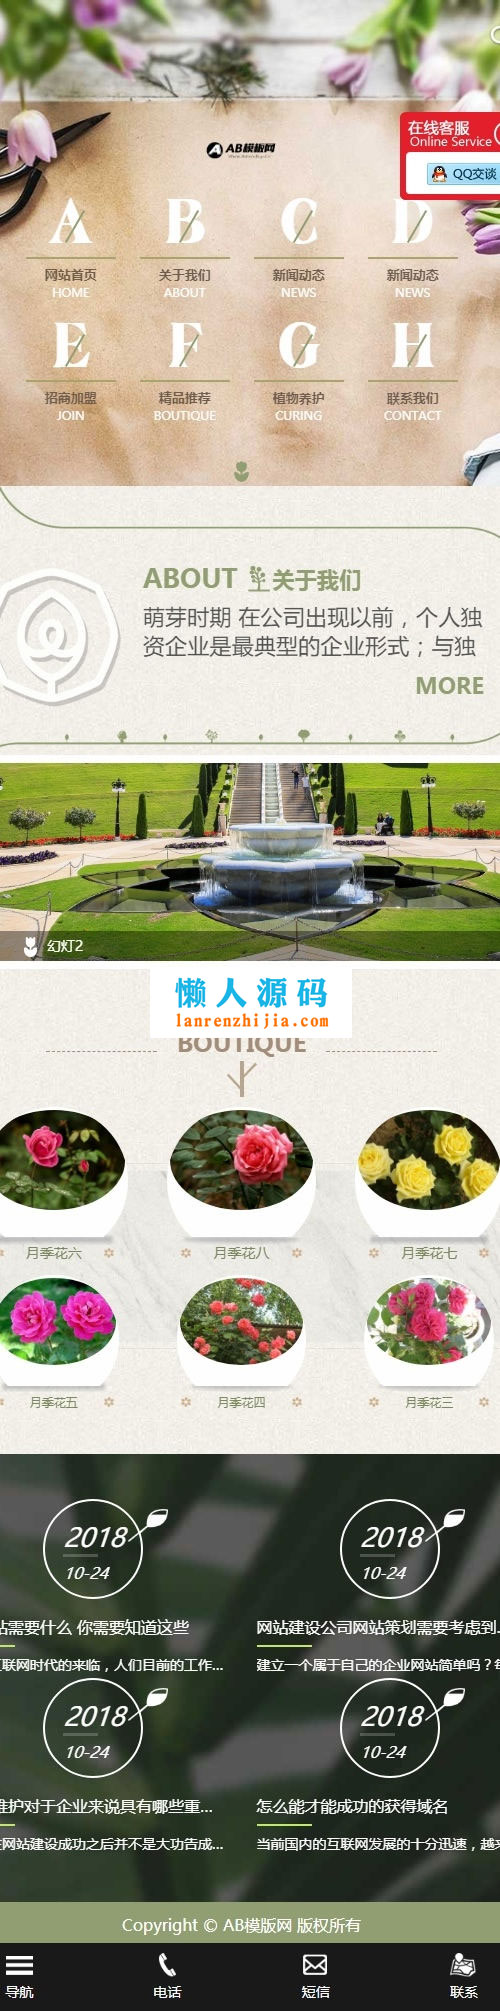 AB模版网
在线客服
Online Service
QQ交谈
A B C D
网站首页 关于我们 新闻动态 新闻动态
HOME ABOUT NEWS NEWS
E F G H
招商加盟 精品推荐 植物养护 联系我们
JOIN BOUTIQUE CURING CONTACT
ABOUT 关于我们
萌芽时期 在公司出现以前，个人独
资企业是最典型的企业形式；与独
MORE
幻灯2
懒人源码
lanrenzhijia.com
BOUTIQUE
月季花六 月季花八 月季花七
月季花五 月季花四 月季花三
2018 2018
10-24 10-24
站需要什么 你需要知道这些 网站建设公司网站策划需要考虑到...
互联网时代的来临，人们目前的工作... 建立一个属于自己的企业网站简单吗？每
2018 2018
10-24 10-24
维护对于企业来说具有哪些重... 怎么能才能成功的获得域名
在网站建设成功之后并不是大功告成... 当前国内的互联网发展的十分迅速，越来
Copyright © AB模版网 版权所有
导航 电话 短信 联系